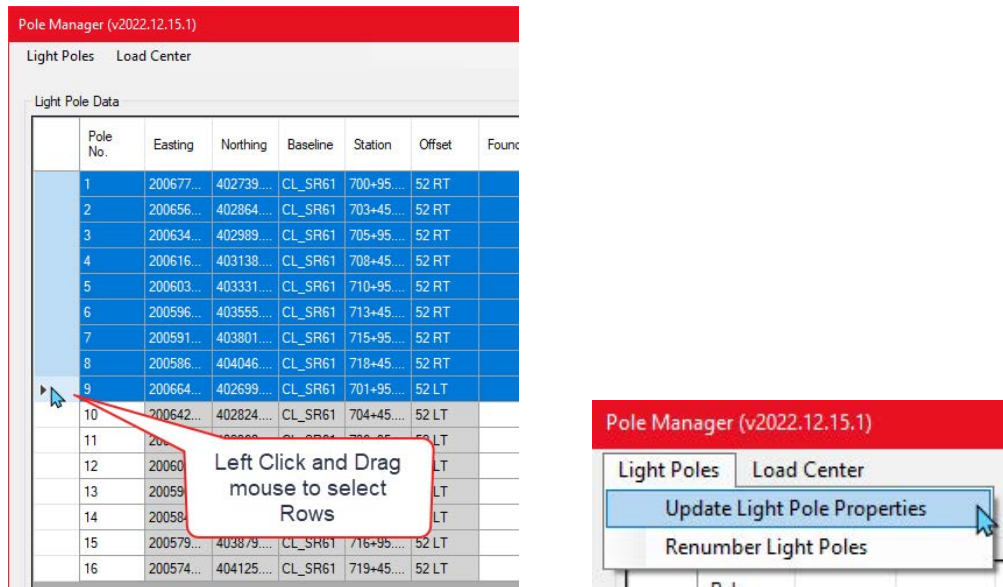 Pole Manager (v2022.12.15.1)
Light Poles Load Center
Light Pole Data
Pole No. Easting Northing Baseline Station Offset Found
1 200677... 402739.... CL_SR61 700+95.... 52 RT
2 200656... 402864.... CL_SR61 703+45.... 52 RT
3 200634... 402989.... CL_SR61 705+95.... 52 RT
4 200616... 403138.... CL_SR61 708+45.... 52 RT
5 200603... 403331.... CL_SR61 710+95.... 52 RT
6 200596... 403555.... CL_SR61 713+45.... 52 RT
7 200591... 403801.... CL_SR61 715+95.... 52 RT
8 200586... 404046.... CL_SR61 718+45.... 52 RT
9 200664... 402699.... CL_SR61 701+95.... 52 LT
10 200642... 402824.... CL_SR61 704+45.... 52 LT
11 LT
12 20060 LT
13 20059 LT
14 20058 LT
15 200579... 403879.... CL_SR61 716+95.... 52 LT
16 200574... 404125.... CL_SR61 719+45.... 52 LT
Left Click and Drag
mouse to select
Rows
Pole Manager (v2022.12.15.1)
Light Poles Load Center
Update Light Pole Properties
Renumber Light Poles